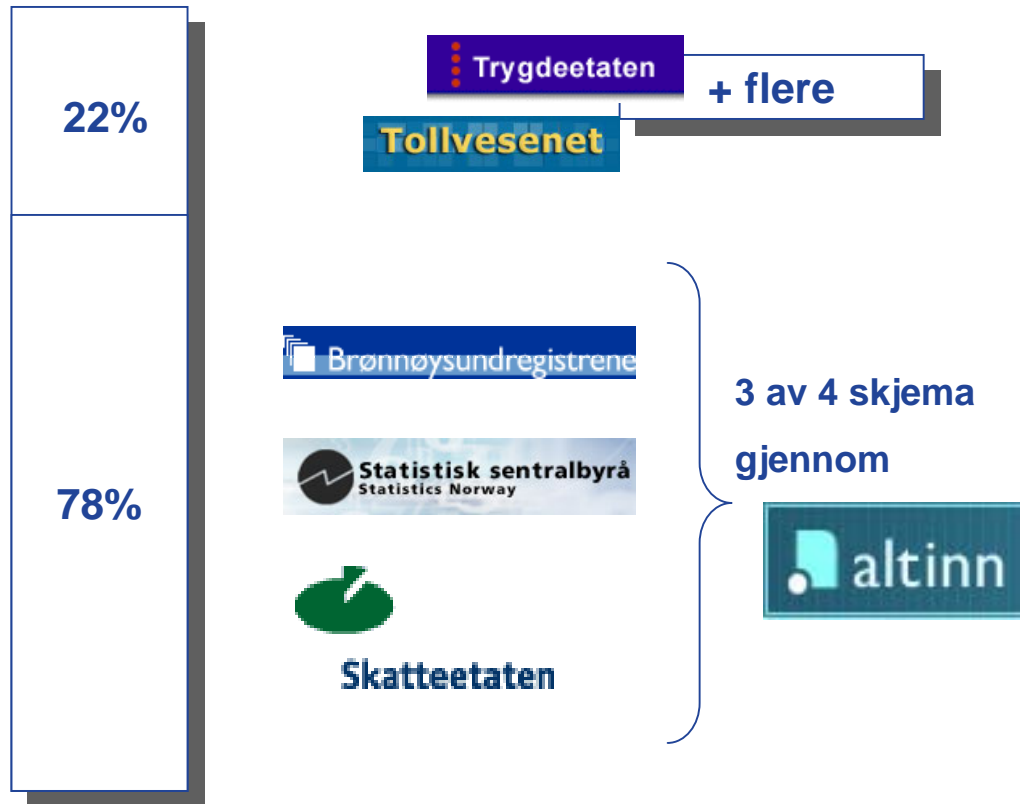 22%
Trygdeetaten
+ flere
Tollvesenet
78%
Brønnøysundregistrene
Statistisk sentralbyrå
Statistics Norway
Skatteetaten
3 av 4 skjema
gjennom
altinn